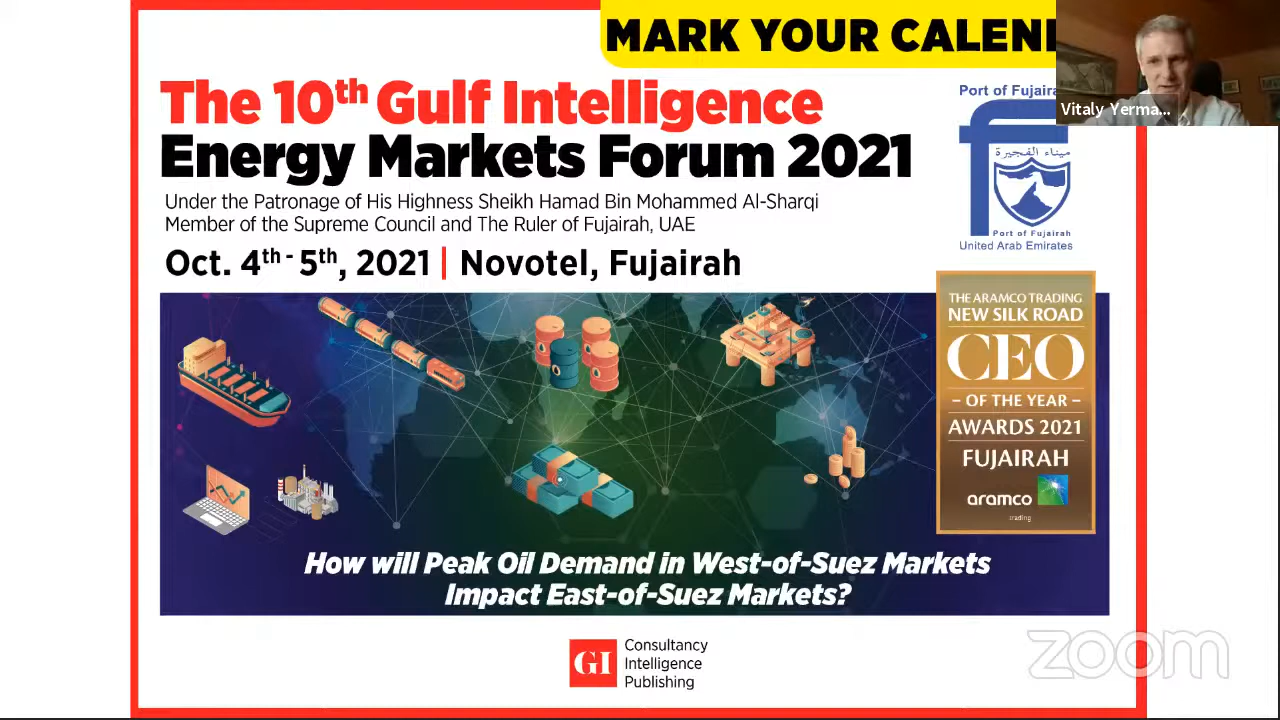 MARK YOUR CALEN
Vitaly Yerma...
The 10th Gulf Intelligence
Energy Markets Forum 2021
Under the Patronage of His Highness Sheikh Hamad Bin Mohammed Al-Sharqi
Member of the Supreme Council and The Ruler of Fujairah, UAE
Oct. 4th - 5th, 2021 | Novotel, Fujairah
Port of Fujaira
ميناء الفجيرة
Port of Fujairah
United Arab Emirates
THE ARAMCO TRADING
NEW SILK ROAD
CEO
- OF THE YEAR -
AWARDS 2021
FUJAIRAH
aramco
trading
How will Peak Oil Demand in West-of-Suez Markets
Impact East-of-Suez Markets?
GI
Consultancy
Intelligence
Publishing
zoom